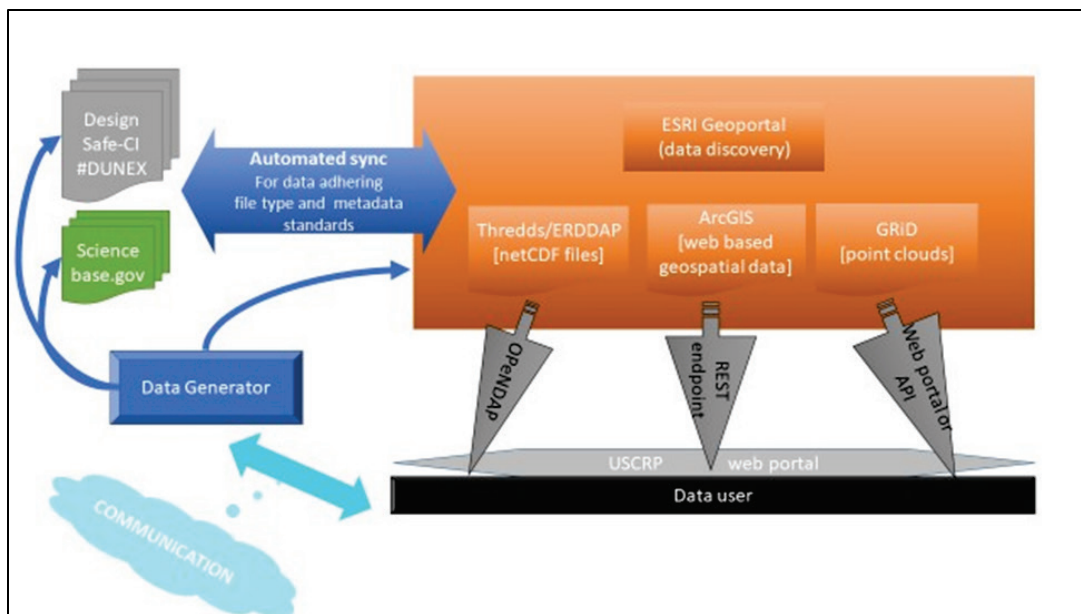 Design
Safe-CI
#DUNEX
Science
base.gov
Automated sync
For data adhering
file type and metadata
standards
ESRI Geoportal
(data discovery)
Thredds/ERDDAP
[netCDF files]
ArcGIS
[web based
geospatial data]
GRiD
[point clouds]
Data Generator
OPeNDAP
REST
endpoint
Web portal or
API
USCRP web portal
Data user
COMMUNICATION